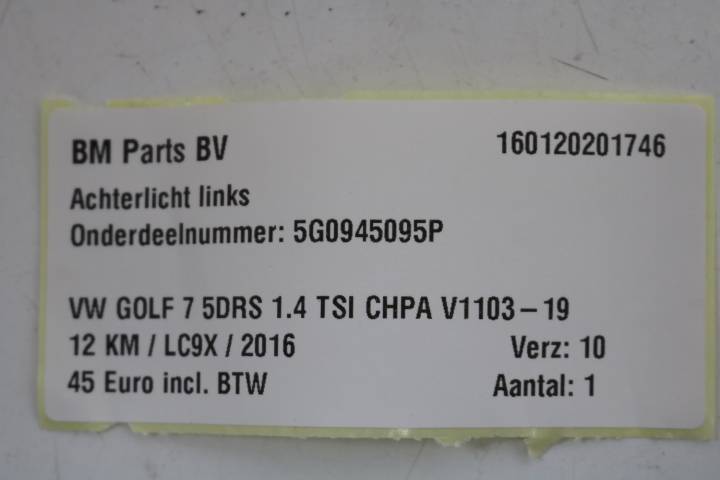 BM Parts BV 160120201746
Achterlicht links
Onderdeelnummer: 5G0945095P
VW GOLF 7 5DRS 1.4 TSI CHPA V1103-19
12 KM / LC9X / 2016 Verz: 10
45 Euro incl. BTW Aantal: 1